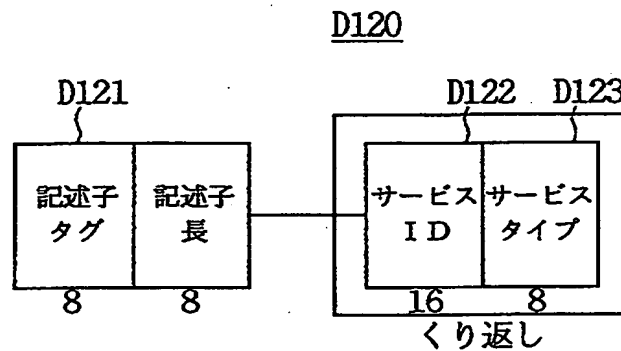 D120
D121
D122 D123
記述子
タグ
記述子
長
サービス
ID
サービス
タイプ
8 8 16 8
くり返し